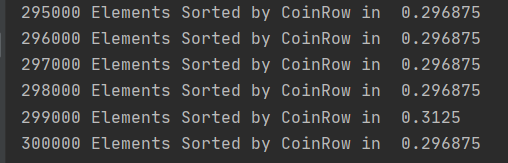 295000 Elements Sorted by CoinRow in  0.296875
296000 Elements Sorted by CoinRow in  0.296875
297000 Elements Sorted by CoinRow in  0.296875
298000 Elements Sorted by CoinRow in  0.296875
299000 Elements Sorted by CoinRow in  0.3125
300000 Elements Sorted by CoinRow in  0.296875